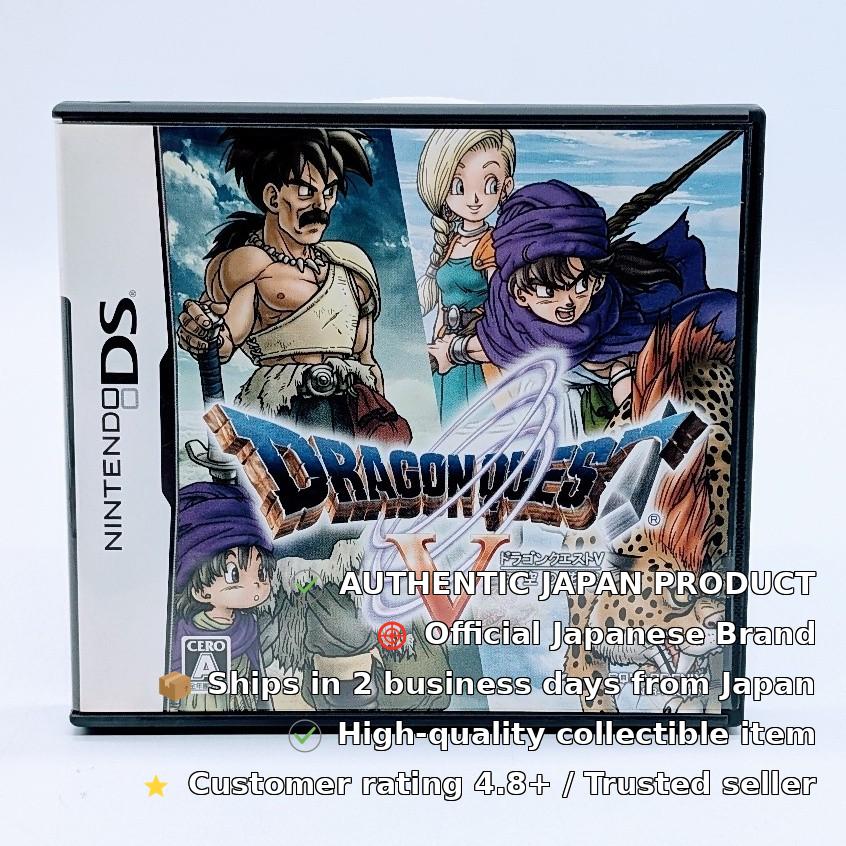 NINTENDO DS
DRAGON QUEST
®
V
ドラゴンクエストV
AUTHENTIC JAPAN PRODUCT
Official Japanese Brand
Ships in 2 business days from Japan
High-quality collectible item
Customer rating 4.8+ / Trusted seller
CERO
A